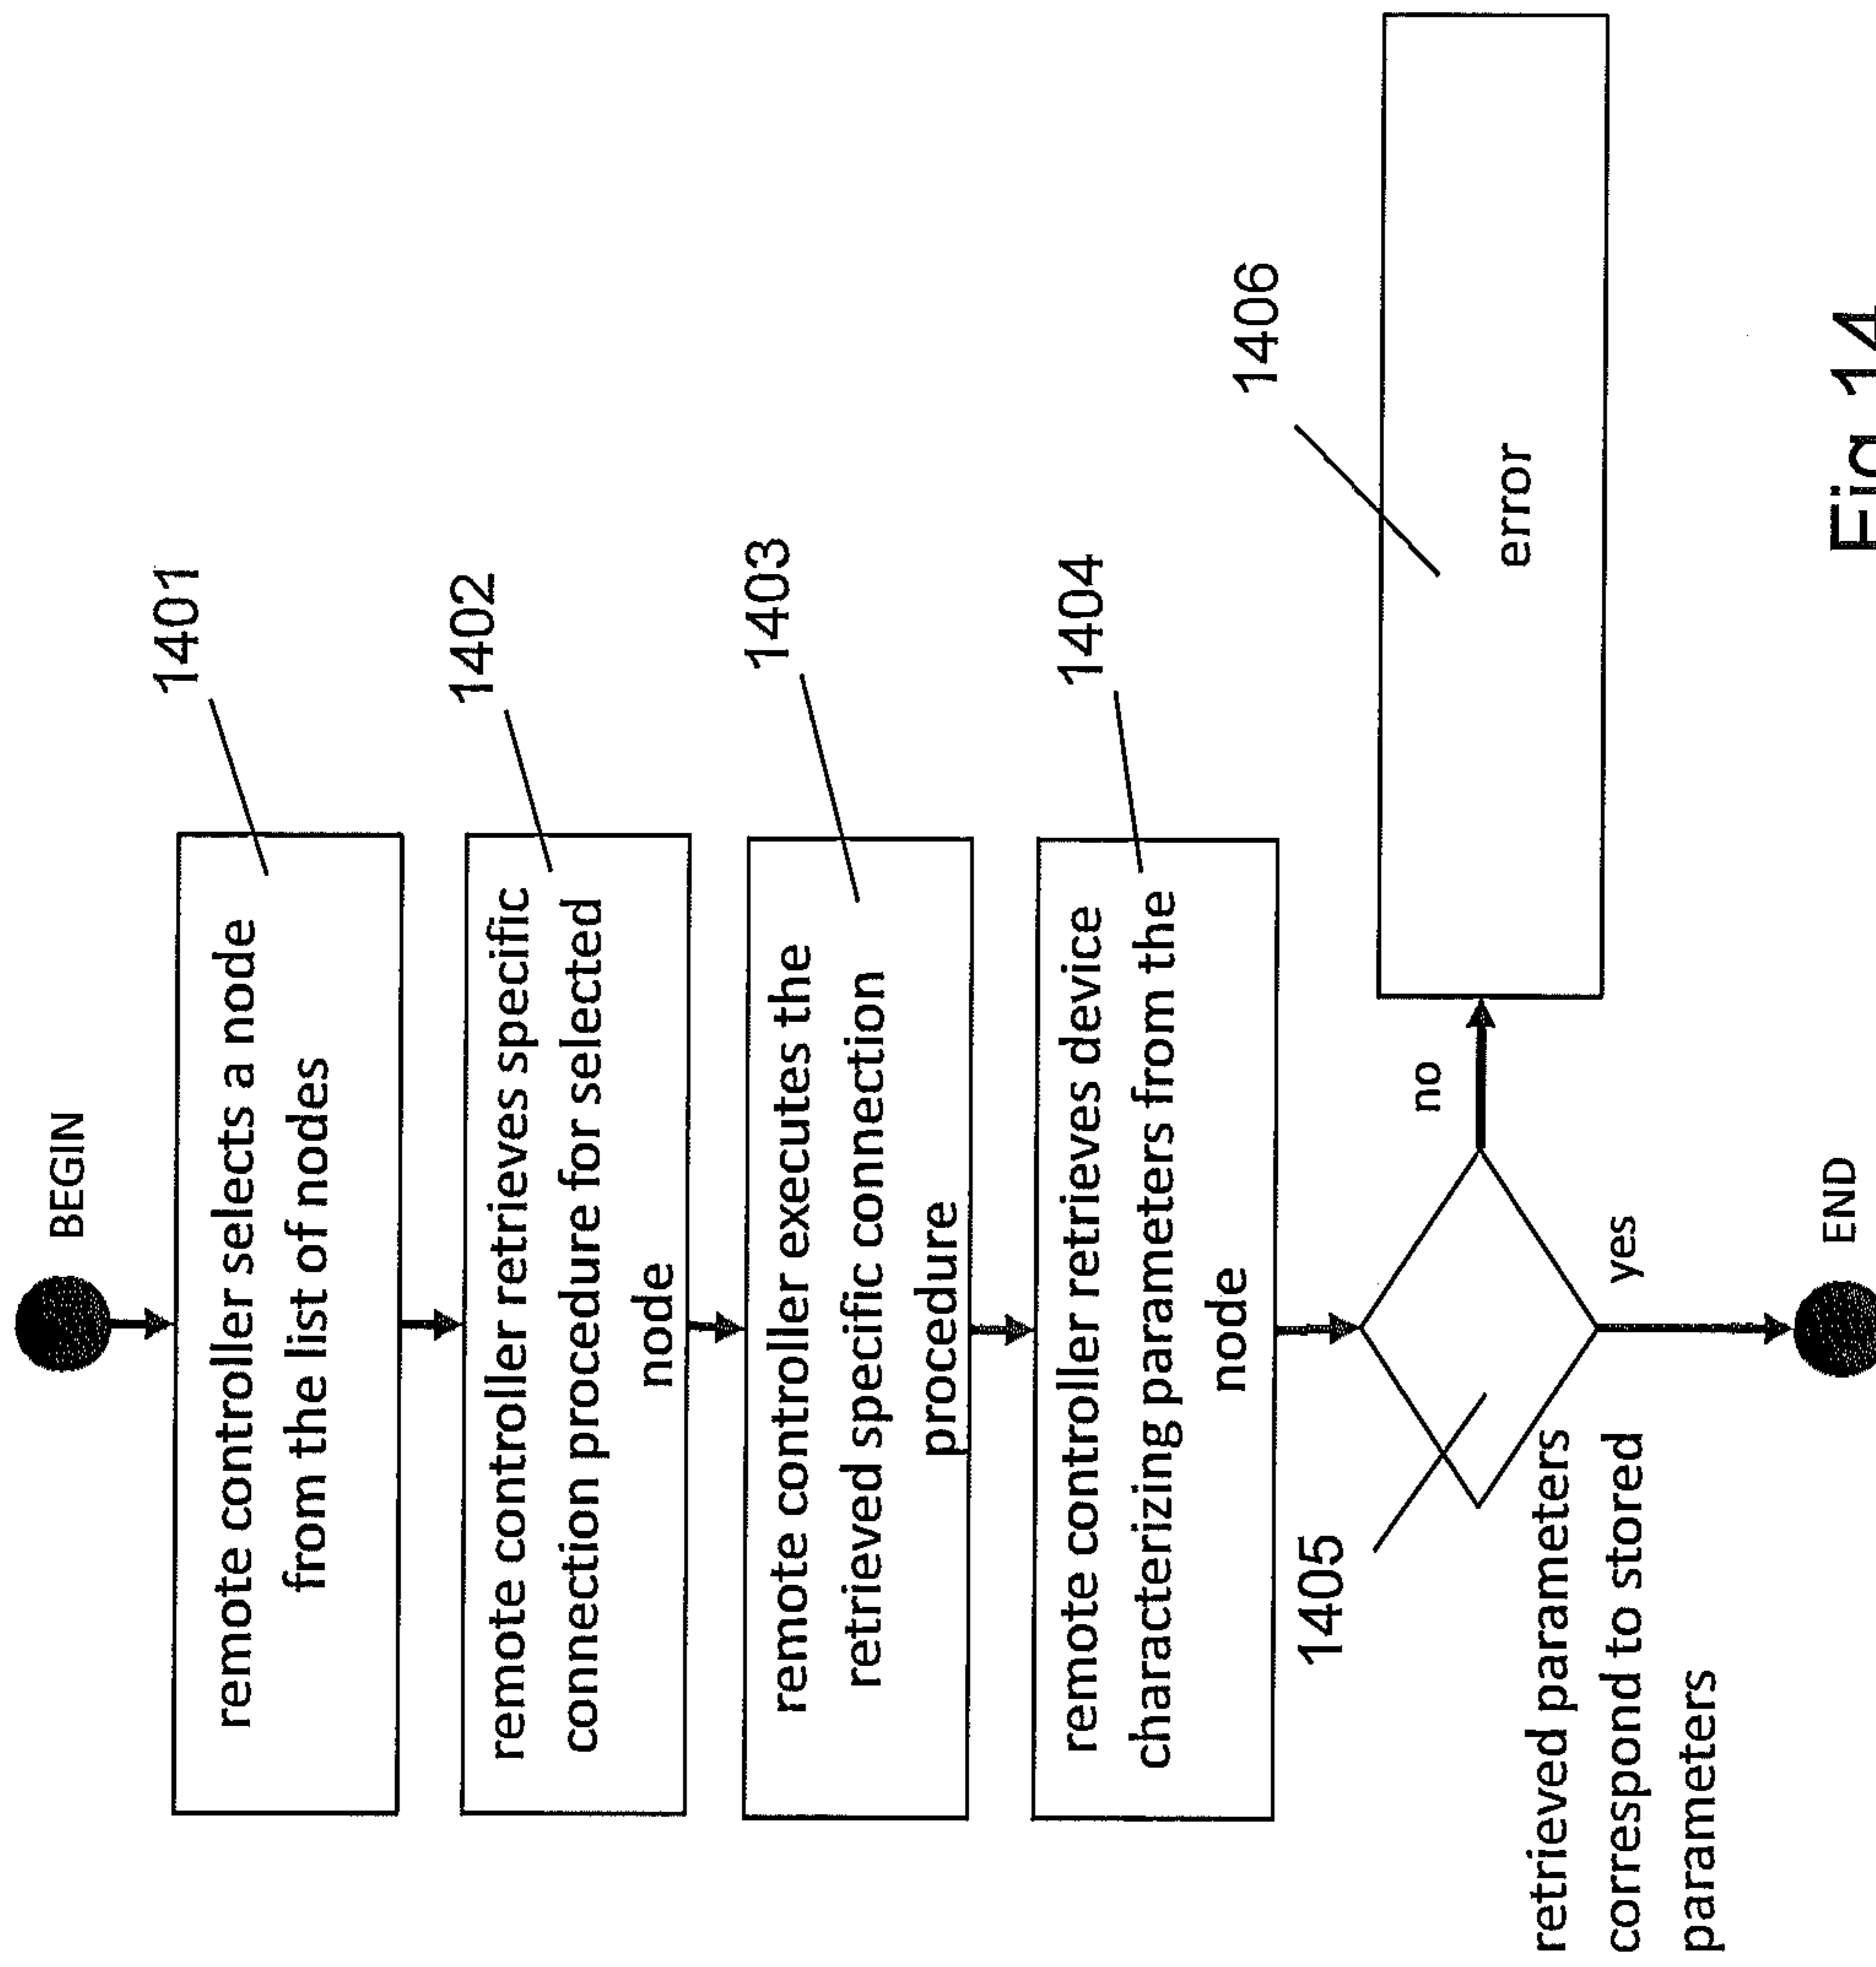 BEGIN
1401
remote controller selects a node
from the list of nodes
1402
remote controller retrieves specific
connection procedure for selected
node
1403
remote controller executes the
retrieved specific connection
procedure
1404
remote controller retrieves device
characterizing parameters from the
node
1405
retrieved parameters
correspond to stored
parameters
no
1406
error
yes
END
Fig 14